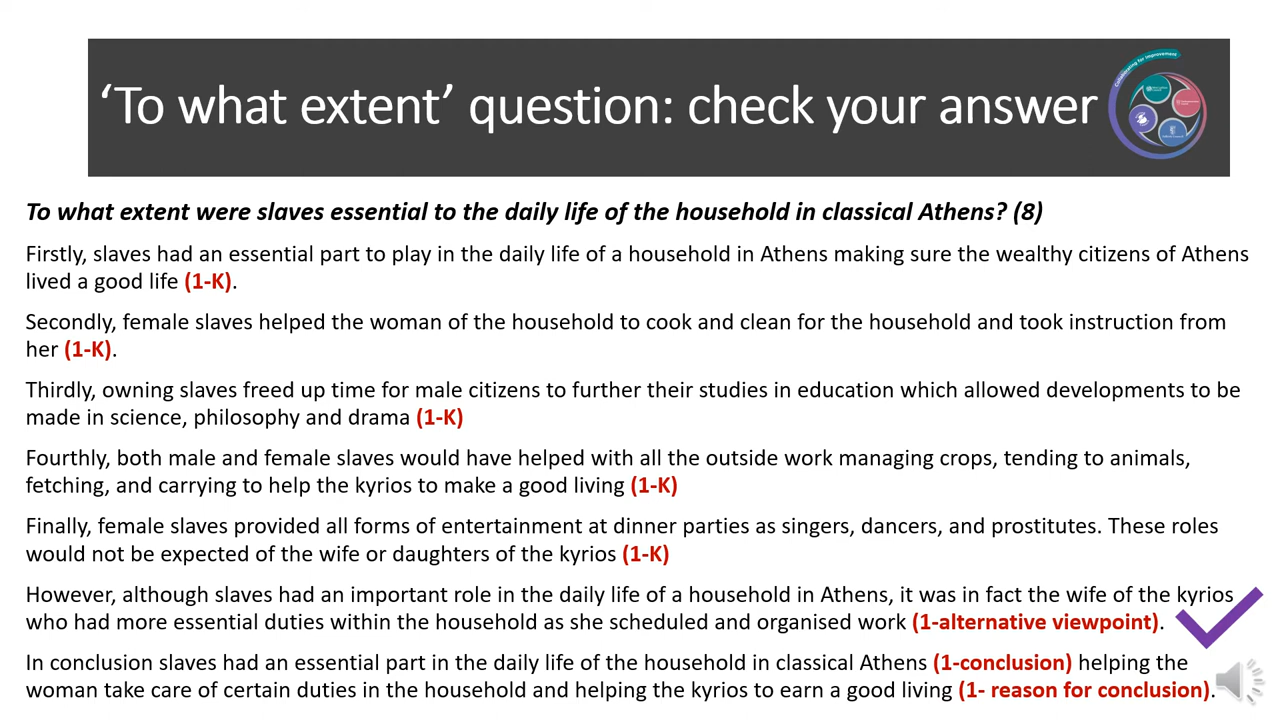 ‘To what extent’ question: check your answer
Collaborating for improvement
To what extent were slaves essential to the daily life of the household in classical Athens? (8)
Firstly, slaves had an essential part to play in the daily life of a household in Athens making sure the wealthy citizens of Athens
lived a good life (1-K).
Secondly, female slaves helped the woman of the household to cook and clean for the household and took instruction from
her (1-K).
Thirdly, owning slaves freed up time for male citizens to further their studies in education which allowed developments to be
made in science, philosophy and drama (1-K)
Fourthly, both male and female slaves would have helped with all the outside work managing crops, tending to animals,
fetching, and carrying to help the kyrios to make a good living (1-K)
Finally, female slaves provided all forms of entertainment at dinner parties as singers, dancers, and prostitutes. These roles
would not be expected of the wife or daughters of the kyrios (1-K)
However, although slaves had an important role in the daily life of a household in Athens, it was in fact the wife of the kyrios
who had more essential duties within the household as she scheduled and organised work (1-alternative viewpoint).
In conclusion slaves had an essential part in the daily life of the household in classical Athens (1-conclusion) helping the
woman take care of certain duties in the household and helping the kyrios to earn a good living (1- reason for conclusion).